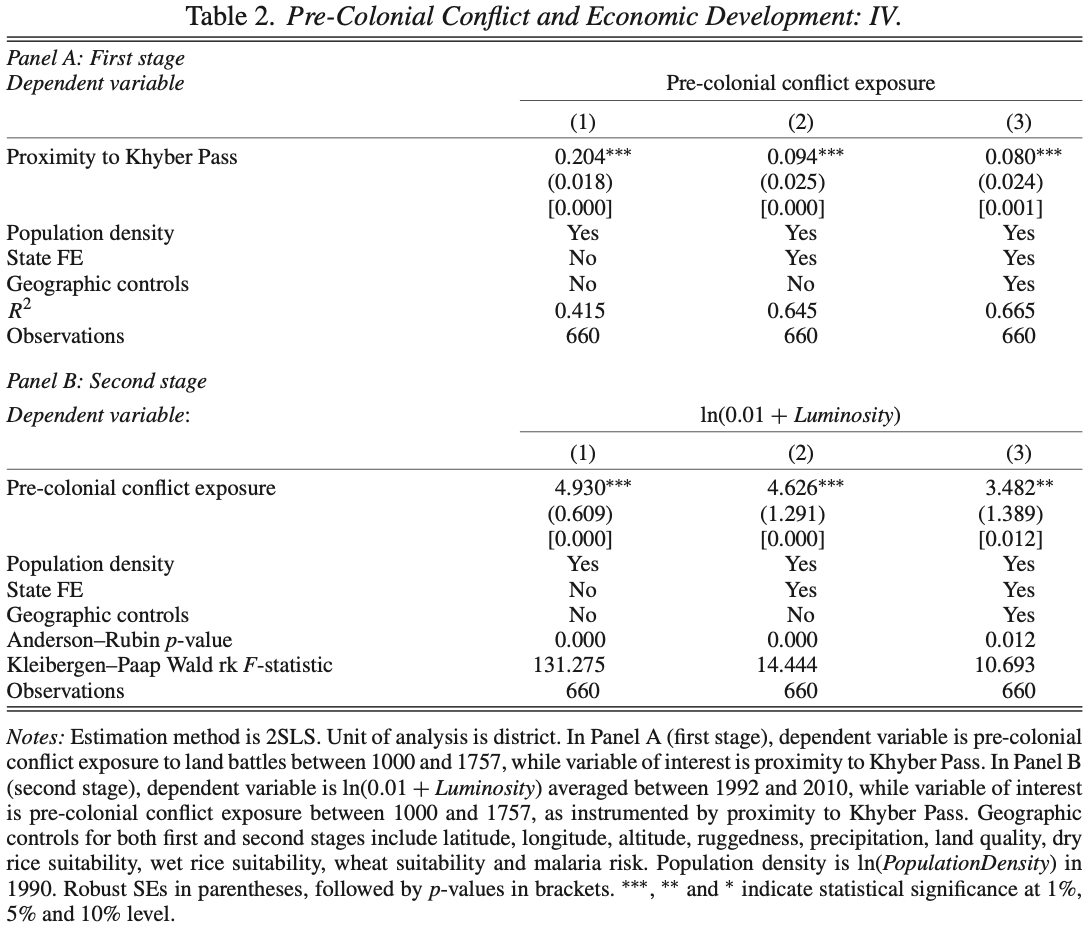 Table 2. Pre-Colonial Conflict and Economic Development: IV.
Panel A: First stage
Dependent variable Pre-colonial conflict exposure
(1) (2) (3)
Proximity to Khyber Pass 0.204*** 0.094*** 0.080***
(0.018) (0.025) (0.024)
[0.000] [0.000] [0.001]
Population density Yes Yes Yes
State FE No Yes Yes
Geographic controls No No Yes
R² 0.415 0.645 0.665
Observations 660 660 660
Panel B: Second stage
Dependent variable: ln(0.01 + Luminosity)
(1) (2) (3)
Pre-colonial conflict exposure 4.930*** 4.626*** 3.482**
(0.609) (1.291) (1.389)
[0.000] [0.000] [0.012]
Population density Yes Yes Yes
State FE No Yes Yes
Geographic controls No No Yes
Anderson–Rubin p-value 0.000 0.000 0.012
Kleibergen–Paap Wald rk F-statistic 131.275 14.444 10.693
Observations 660 660 660
Notes: Estimation method is 2SLS. Unit of analysis is district. In Panel A (first stage), dependent variable is pre-colonial
conflict exposure to land battles between 1000 and 1757, while variable of interest is proximity to Khyber Pass. In Panel B
(second stage), dependent variable is ln(0.01 + Luminosity) averaged between 1992 and 2010, while variable of interest
is pre-colonial conflict exposure between 1000 and 1757, as instrumented by proximity to Khyber Pass. Geographic
controls for both first and second stages include latitude, longitude, altitude, ruggedness, precipitation, land quality, dry
rice suitability, wet rice suitability, wheat suitability and malaria risk. Population density is ln(PopulationDensity) in
1990. Robust SEs in parentheses, followed by p-values in brackets. ***, ** and * indicate statistical significance at 1%,
5% and 10% level.